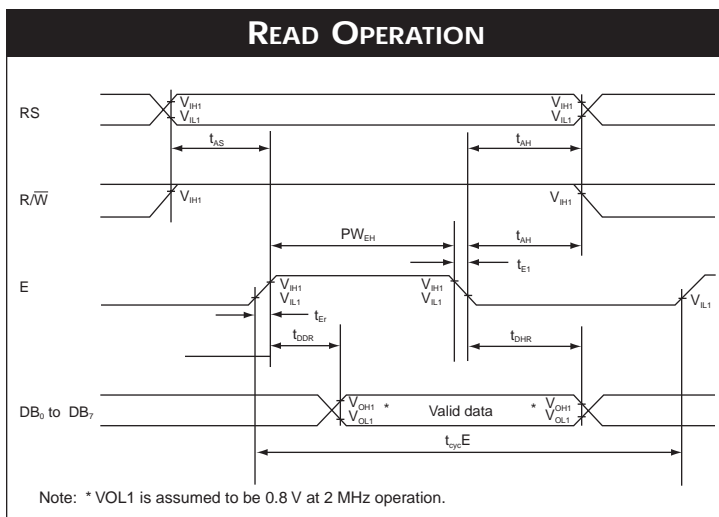 READ OPERATION
RS
VIH1
VIL1
VIH1
VIL1
tAS
tAH
R/W̅
VIH1
VIH1
PWEH
tAH
tE1
E
VIH1
VIL1
VIH1
VIL1
VIL1
tEr
tDDR
tDHR
DB0 to DB7
VOH1
VOL1
* Valid data *
VOH1
VOL1
tcycE
Note: * VOL1 is assumed to be 0.8 V at 2 MHz operation.